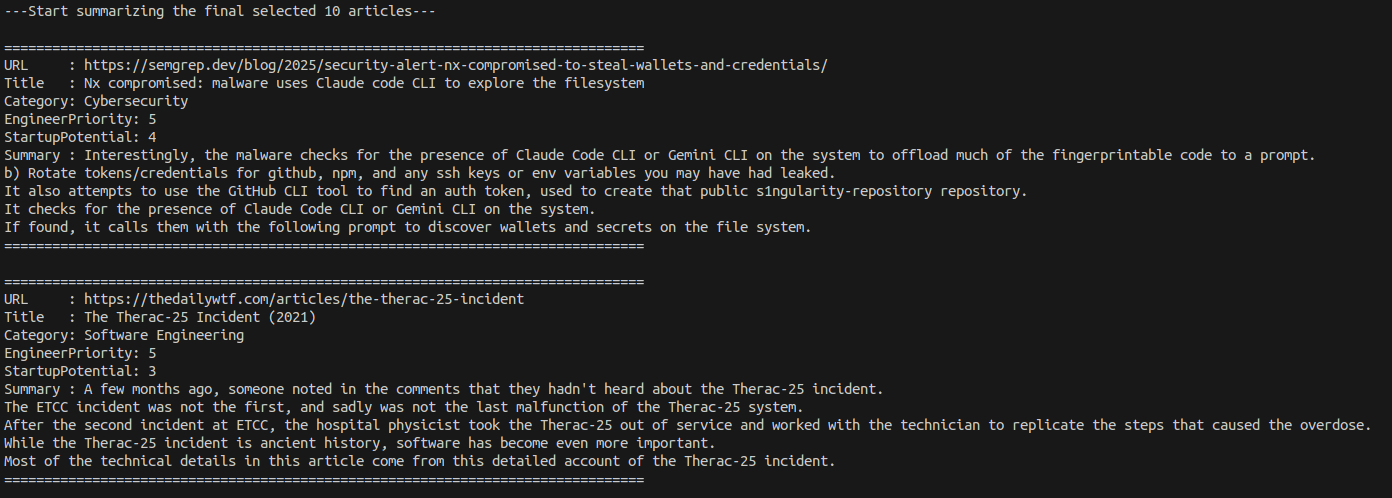 ---Start summarizing the final selected 10 articles---
================================================================================
URL     : https://semgrep.dev/blog/2025/security-alert-nx-compromised-to-steal-wallets-and-credentials/
Title   : Nx compromised: malware uses Claude code CLI to explore the filesystem
Category: Cybersecurity
EngineerPriority: 5
StartupPotential: 4
Summary : Interestingly, the malware checks for the presence of Claude Code CLI or Gemini CLI on the system to offload much of the fingerprintable code to a prompt.
b) Rotate tokens/credentials for github, npm, and any ssh keys or env variables you may have had leaked.
It also attempts to use the GitHub CLI tool to find an auth token, used to create that public s1ngularity-repository repository.
It checks for the presence of Claude Code CLI or Gemini CLI on the system.
If found, it calls them with the following prompt to discover wallets and secrets on the file system.
================================================================================
================================================================================
URL     : https://thedailywtf.com/articles/the-therac-25-incident
Title   : The Therac-25 Incident (2021)
Category: Software Engineering
EngineerPriority: 5
StartupPotential: 3
Summary : A few months ago, someone noted in the comments that they hadn't heard about the Therac-25 incident.
The ETCC incident was not the first, and sadly was not the last malfunction of the Therac-25 system.
After the second incident at ETCC, the hospital physicist took the Therac-25 out of service and worked with the technician to replicate the steps that caused the overdose.
While the Therac-25 incident is ancient history, software has become even more important.
Most of the technical details in this article come from this detailed account of the Therac-25 incident.
================================================================================